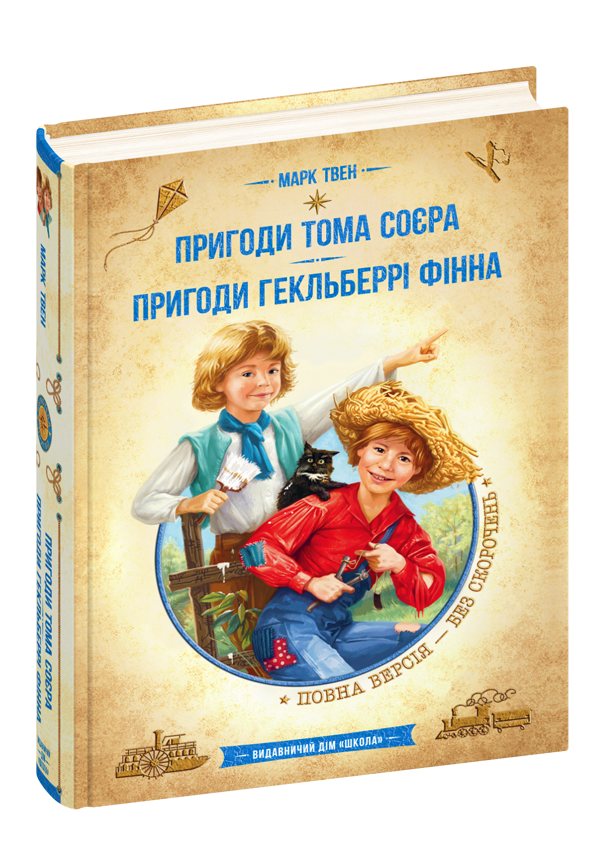 МАРК ТВЕН
ПРИГОДИ ТОМА СОЄРА
ПРИГОДИ ГЕКЛЬБЕРРІ ФІННА
ПОВНА ВЕРСІЯ — БЕЗ СКОРОЧЕНЬ
ВИДАВНИЧИЙ ДІМ «ШКОЛА»
МАРК ТВЕН
ПРИГОДИ ТОМА СОЄРА
ПРИГОДИ ГЕКЛЬБЕРРІ ФІННА